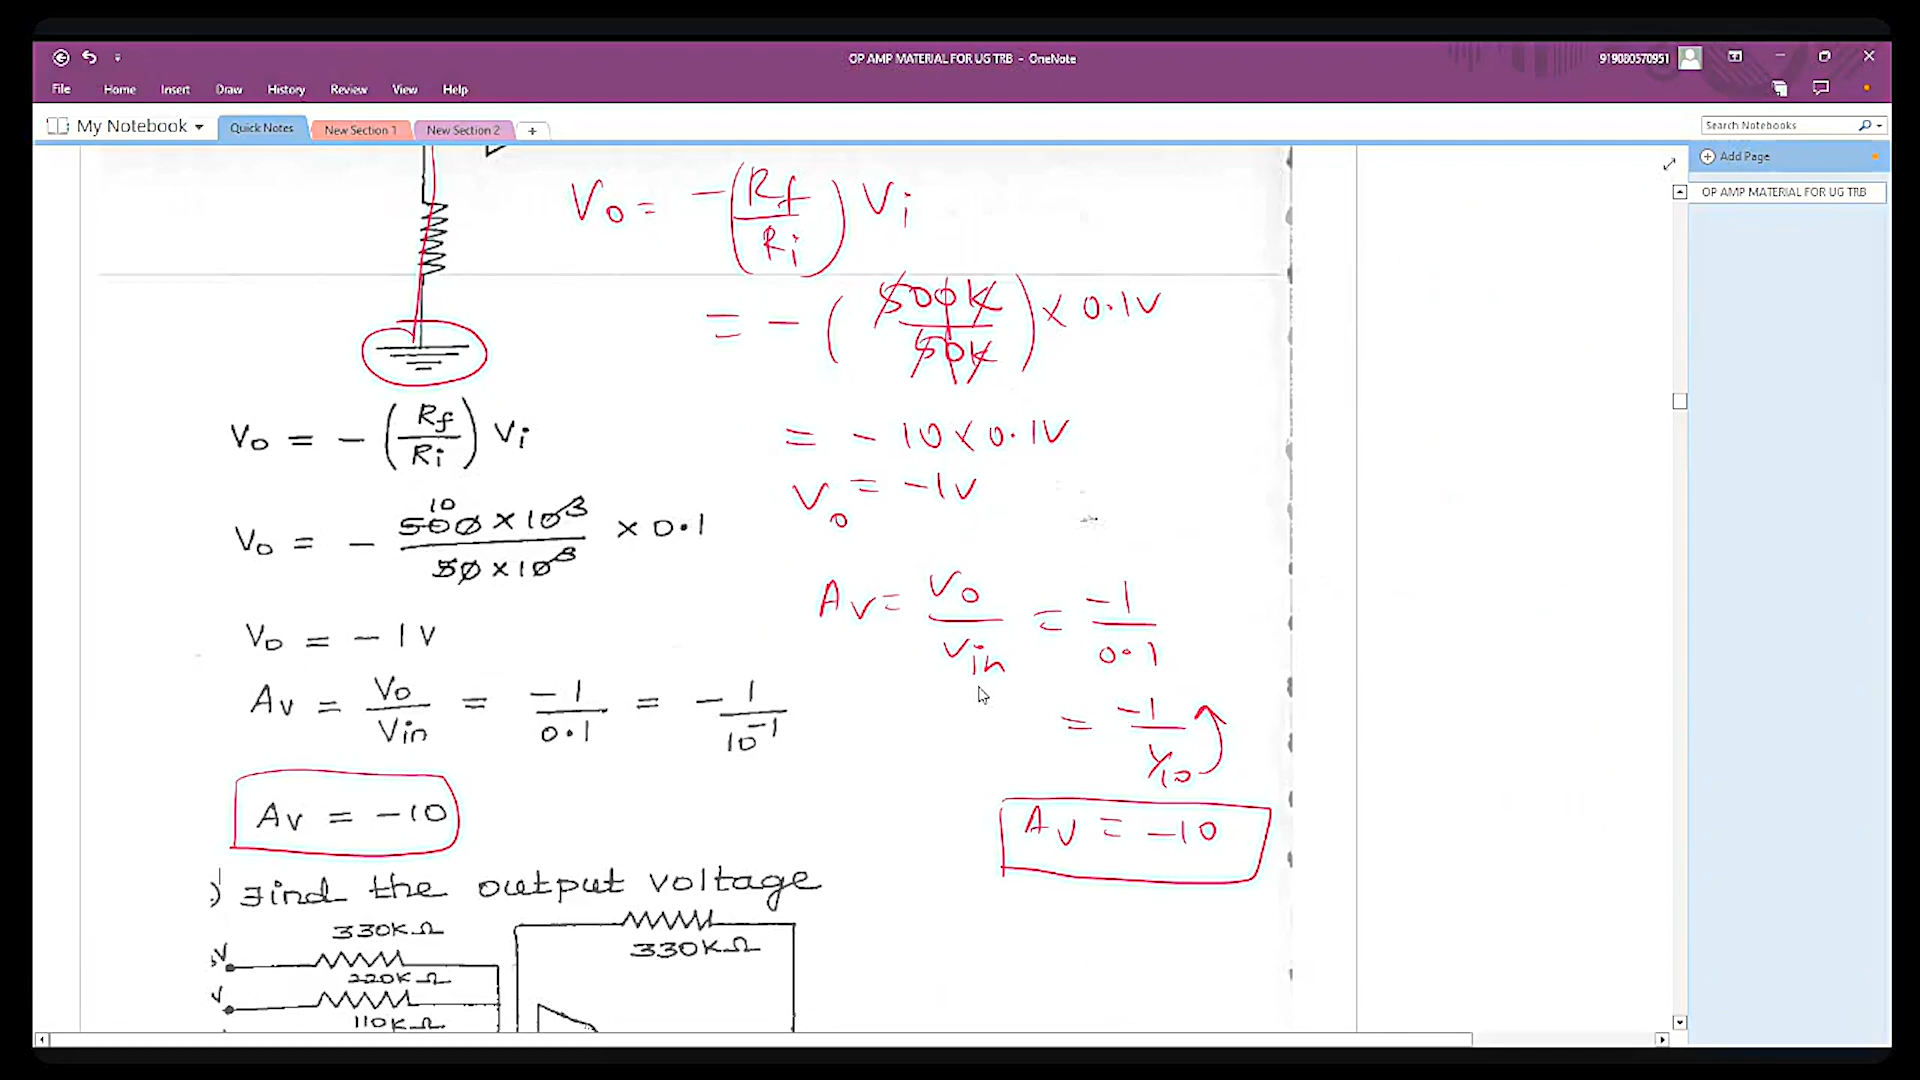 OP AMP MATERIAL FOR UG TRB - OneNote
919080570951
File Home Insert Draw History Review View Help
My Notebook Quick Notes New Section 1 New Section 2 +
Search Notebooks
Add Page
OP AMP MATERIAL FOR UG TRB
Vo = -(Rf/Ri) Vi
= -(500K/50K) × 0.1V
= -10 × 0.1V
Vo = -1V
Av = Vo/Vin = -1/0.1
= -1/1/10
Av = -10
Vo = -(Rf/Ri) Vi
10
Vo = - 500 × 10³/50 × 10³ × 0.1
Vo = -1V
Av = Vo/Vin = -1/0.1 = -1/10⁻¹
Av = -10
) Find the output voltage
330KΩ
330KΩ
V
220KΩ
V
110KΩ